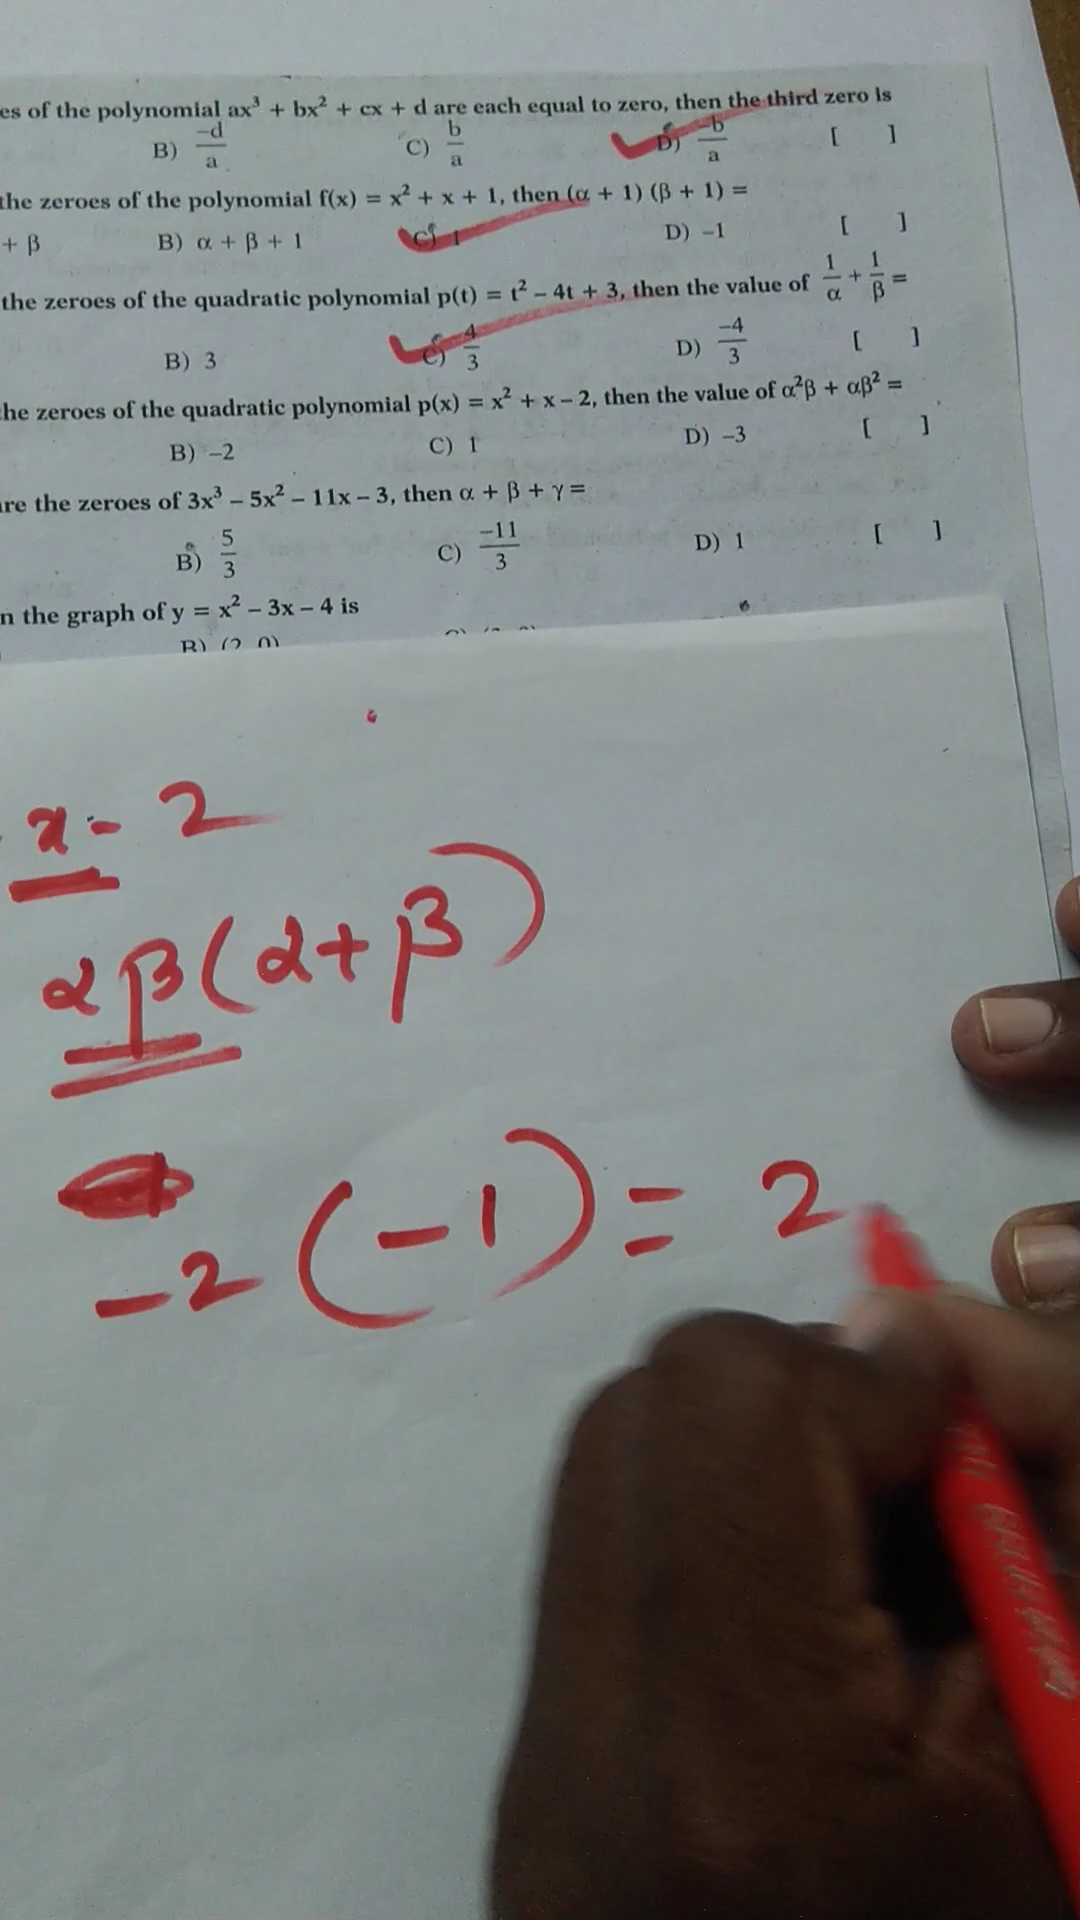 es of the polynomial ax³ + bx² + cx + d are each equal to zero, then the third zero is
B) -d/a C) b/a D) -b/a [ ]
the zeroes of the polynomial f(x) = x² + x + 1, then (α + 1) (β + 1) =
+ β B) α + β + 1 C) 1 D) -1 [ ]
the zeroes of the quadratic polynomial p(t) = t² - 4t + 3, then the value of 1/α + 1/β =
B) 3 C) 4/3 D) -4/3 [ ]
he zeroes of the quadratic polynomial p(x) = x² + x - 2, then the value of α²β + αβ² =
B) -2 C) 1 D) -3 [ ]
are the zeroes of 3x³ - 5x² - 11x - 3, then α + β + γ =
B) 5/3 C) -11/3 D) 1 [ ]
n the graph of y = x² - 3x - 4 is
B) (2, 0)
x - 2
αβ(α+β)
-2 (-1) = 2